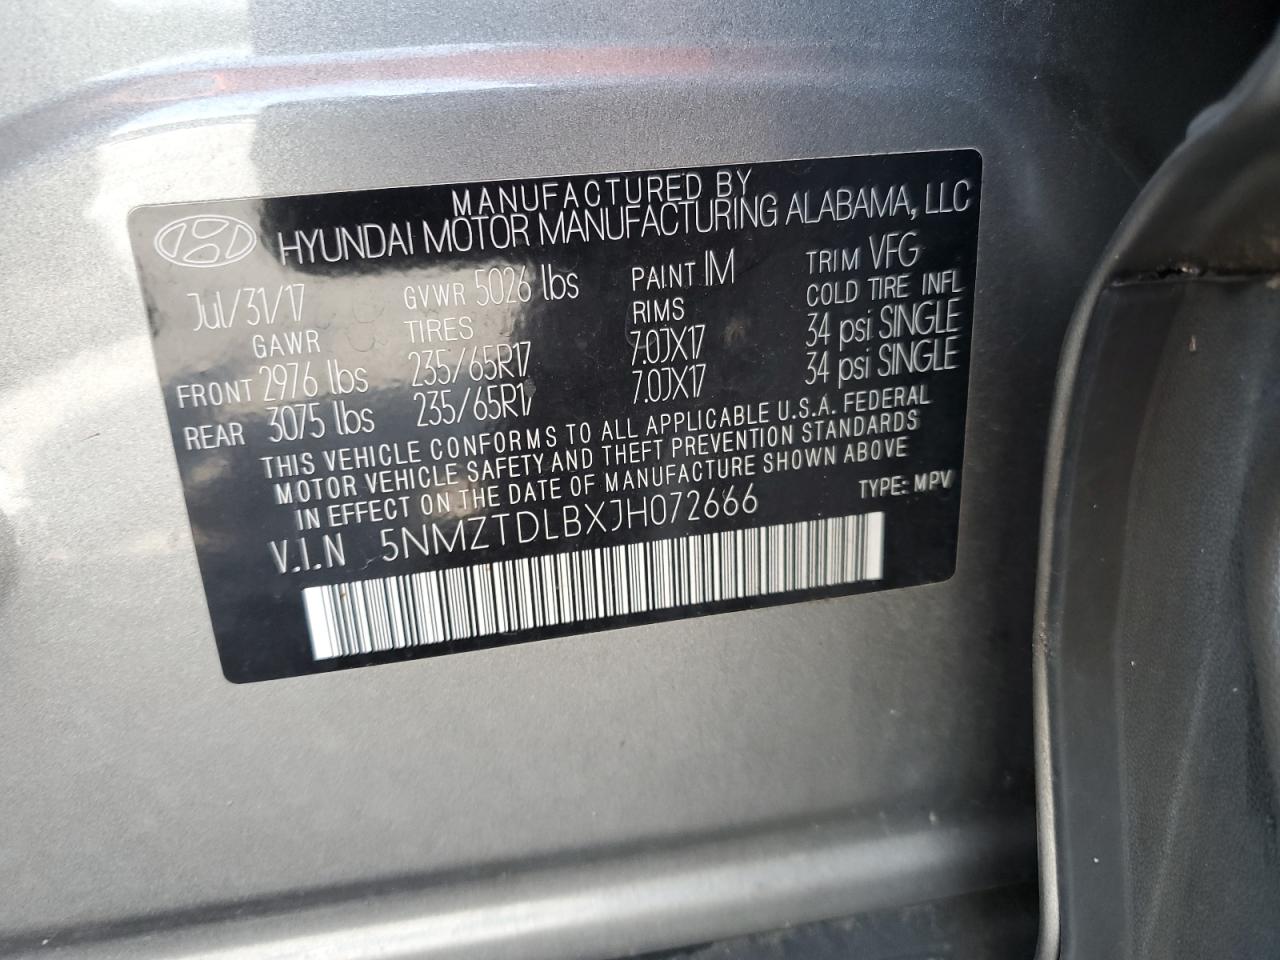 MANUFACTURED BY
HYUNDAI MOTOR MANUFACTURING ALABAMA, LLC
Jul/31/17 GVWR 5026 lbs PAINT IM TRIM VFG
GAWR TIRES RIMS COLD TIRE INFL
FRONT 2976 lbs 235/65R17 7.0JX17 34 psi SINGLE
REAR 3075 lbs 235/65R17 7.0JX17 34 psi SINGLE
THIS VEHICLE CONFORMS TO ALL APPLICABLE U.S.A. FEDERAL
MOTOR VEHICLE SAFETY AND THEFT PREVENTION STANDARDS
IN EFFECT ON THE DATE OF MANUFACTURE SHOWN ABOVE
V.I.N 5NMZTDLBXJH072666 TYPE: MPV